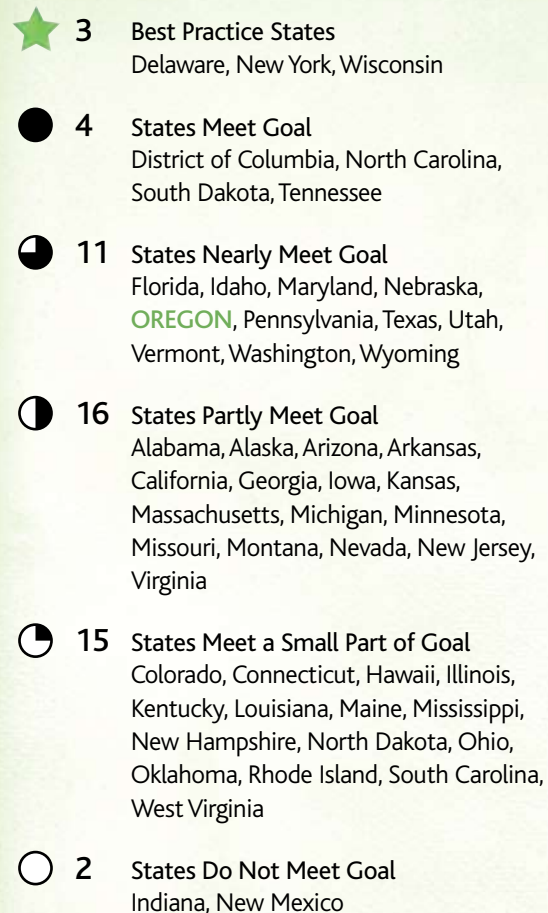 3 Best Practice States
Delaware, New York, Wisconsin
4 States Meet Goal
District of Columbia, North Carolina,
South Dakota, Tennessee
11 States Nearly Meet Goal
Florida, Idaho, Maryland, Nebraska,
OREGON, Pennsylvania, Texas, Utah,
Vermont, Washington, Wyoming
16 States Partly Meet Goal
Alabama, Alaska, Arizona, Arkansas,
California, Georgia, Iowa, Kansas,
Massachusetts, Michigan, Minnesota,
Missouri, Montana, Nevada, New Jersey,
Virginia
15 States Meet a Small Part of Goal
Colorado, Connecticut, Hawaii, Illinois,
Kentucky, Louisiana, Maine, Mississippi,
New Hampshire, North Dakota, Ohio,
Oklahoma, Rhode Island, South Carolina,
West Virginia
2 States Do Not Meet Goal
Indiana, New Mexico